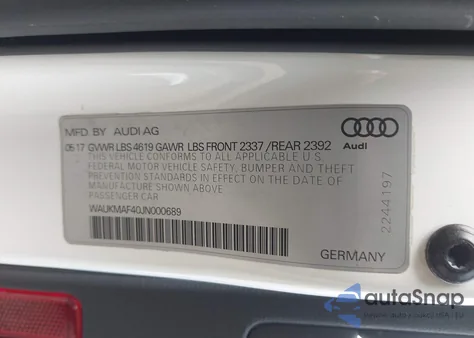 MFD. BY AUDI AG
05·17 GVWR LBS 4619 GAWR LBS FRONT 2337 /REAR 2392
THIS VEHICLE CONFORMS TO ALL APPLICABLE U.S.
FEDERAL MOTOR VEHICLE SAFETY, BUMPER AND THEFT
PREVENTION STANDARDS IN EFFECT ON THE DATE OF
MANUFACTURE SHOWN ABOVE.
PASSENGER CAR
WAUKMAF40JN000689
Audi
2244197
GERMANY
autoSnap